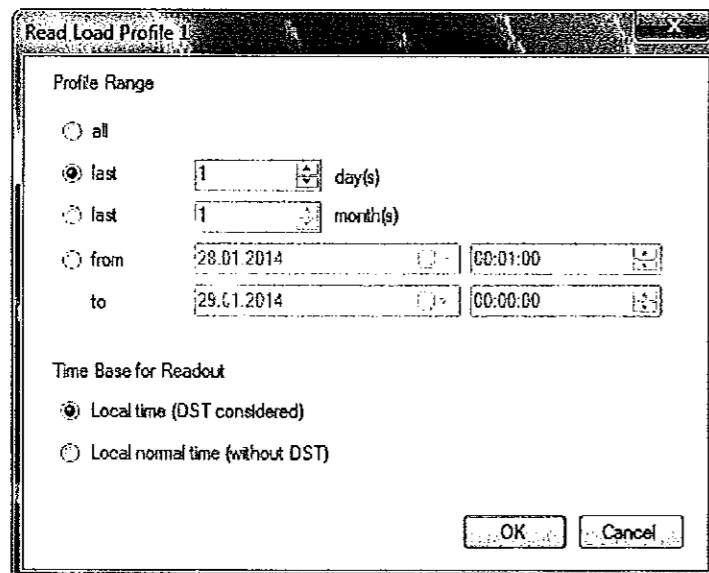 Read Load Profile 1
Profile Range
all
last 1 day(s)
last 1 month(s)
from 28.01.2014 00:01:00
to 29.01.2014 00:00:00
Time Base for Readout
Local time (DST considered)
Local normal time (without DST)
OK Cancel